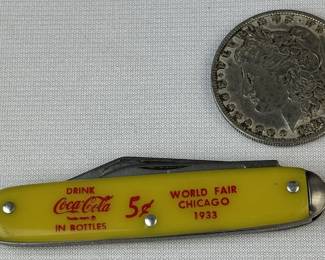 DRINK
Coca-Cola
IN BOTTLES
5¢
WORLD FAIR
CHICAGO
1933